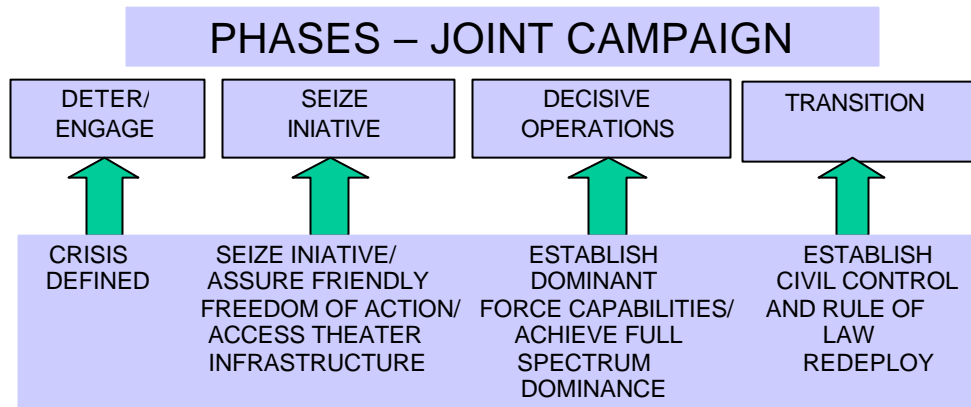 PHASES – JOINT CAMPAIGN
DETER/
ENGAGE
SEIZE
INIATIVE
DECISIVE
OPERATIONS
TRANSITION
CRISIS
DEFINED
SEIZE INIATIVE/
ASSURE FRIENDLY
FREEDOM OF ACTION/
ACCESS THEATER
INFRASTRUCTURE
ESTABLISH
DOMINANT
FORCE CAPABILITIES/
ACHIEVE FULL
SPECTRUM
DOMINANCE
ESTABLISH
CIVIL CONTROL
AND RULE OF
LAW
REDEPLOY